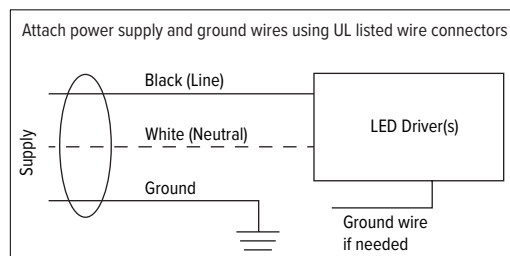 Attach power supply and ground wires using UL listed wire connectors
Black (Line)
White (Neutral)
LED Driver(s)
Supply
Ground
Ground wire
if needed